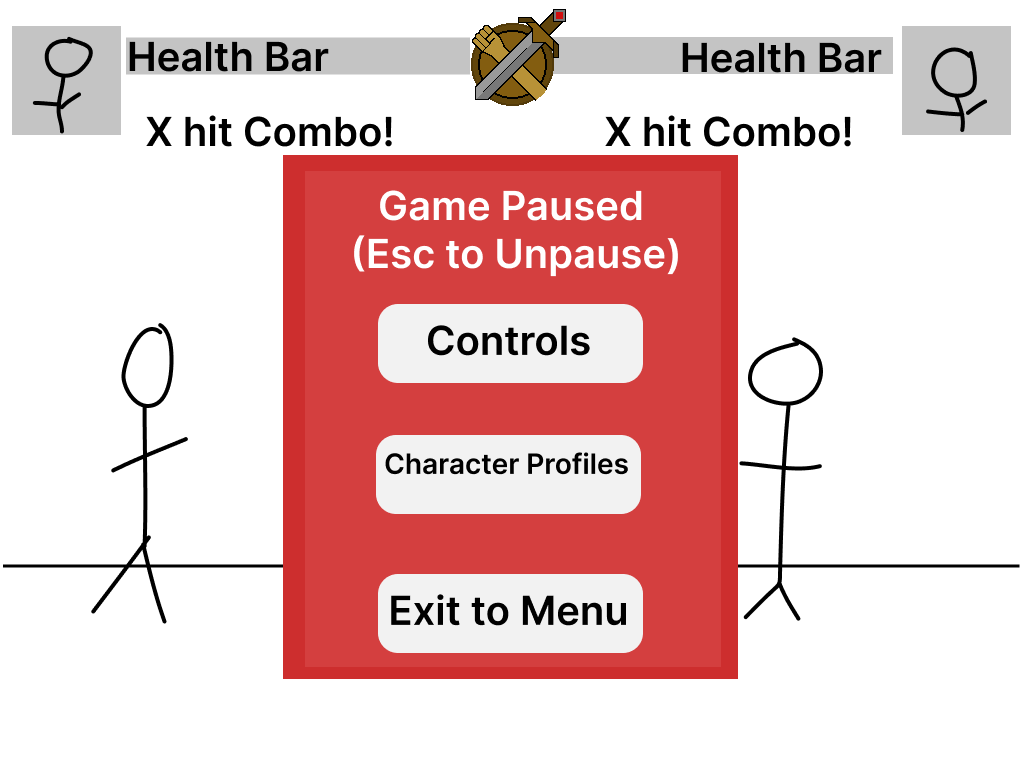 Health Bar
Health Bar
X hit Combo!
X hit Combo!
Game Paused
(Esc to Unpause)
Controls
Character Profiles
Exit to Menu